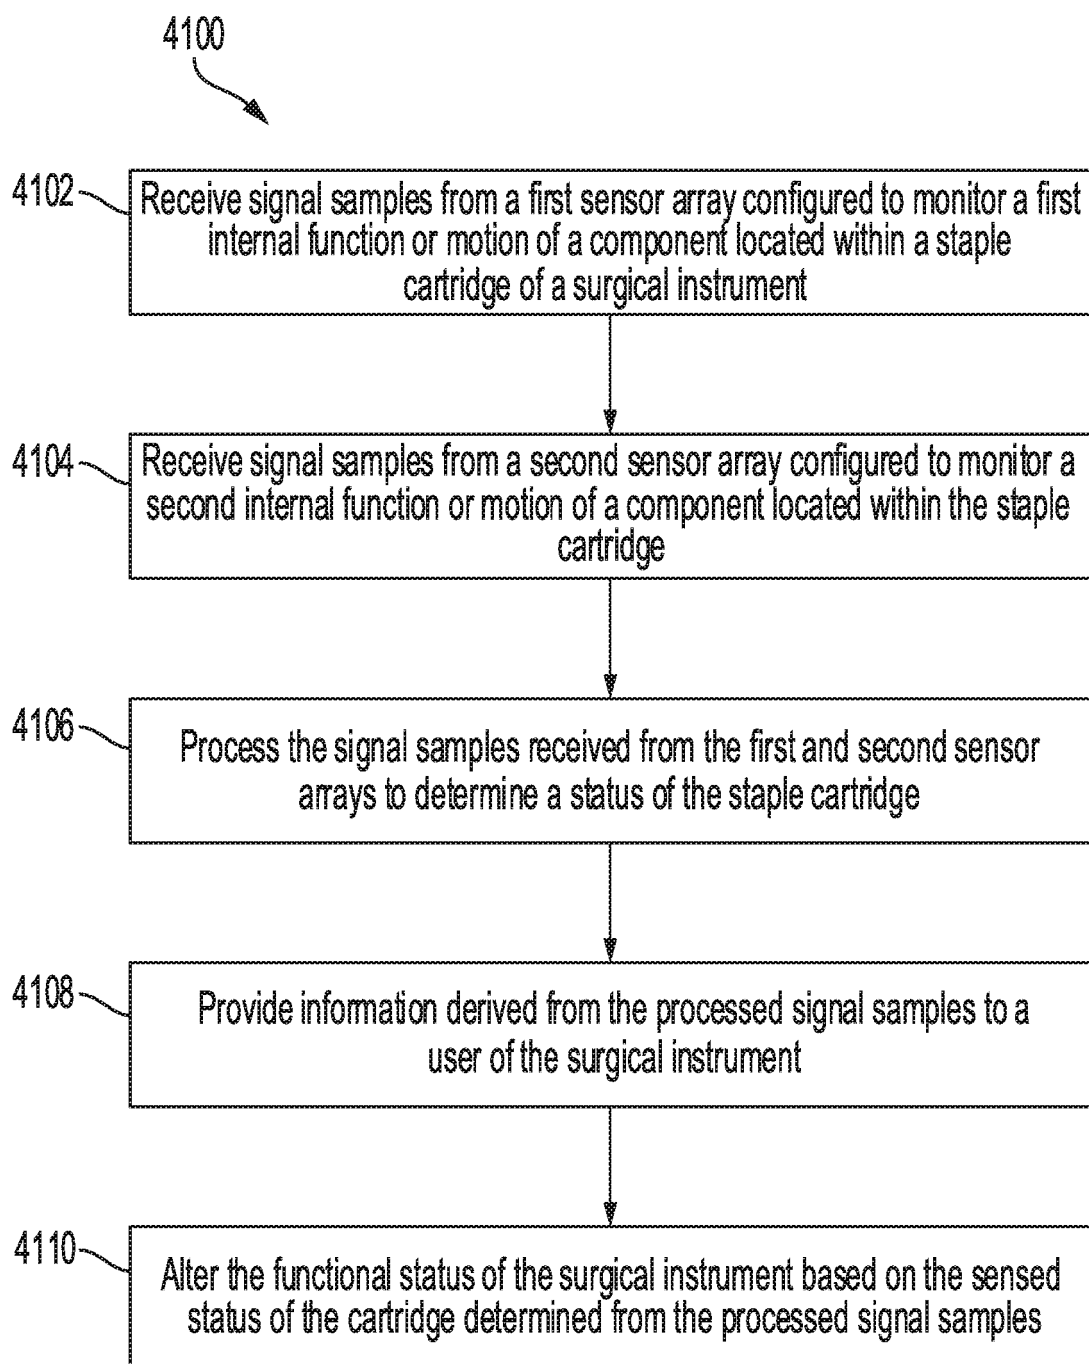 4100
4102
Receive signal samples from a first sensor array configured to monitor a first
internal function or motion of a component located within a staple
cartridge of a surgical instrument
4104
Receive signal samples from a second sensor array configured to monitor a
second internal function or motion of a component located within the staple
cartridge
4106
Process the signal samples received from the first and second sensor
arrays to determine a status of the staple cartridge
4108
Provide information derived from the processed signal samples to a
user of the surgical instrument
4110
Alter the functional status of the surgical instrument based on the sensed
status of the cartridge determined from the processed signal samples